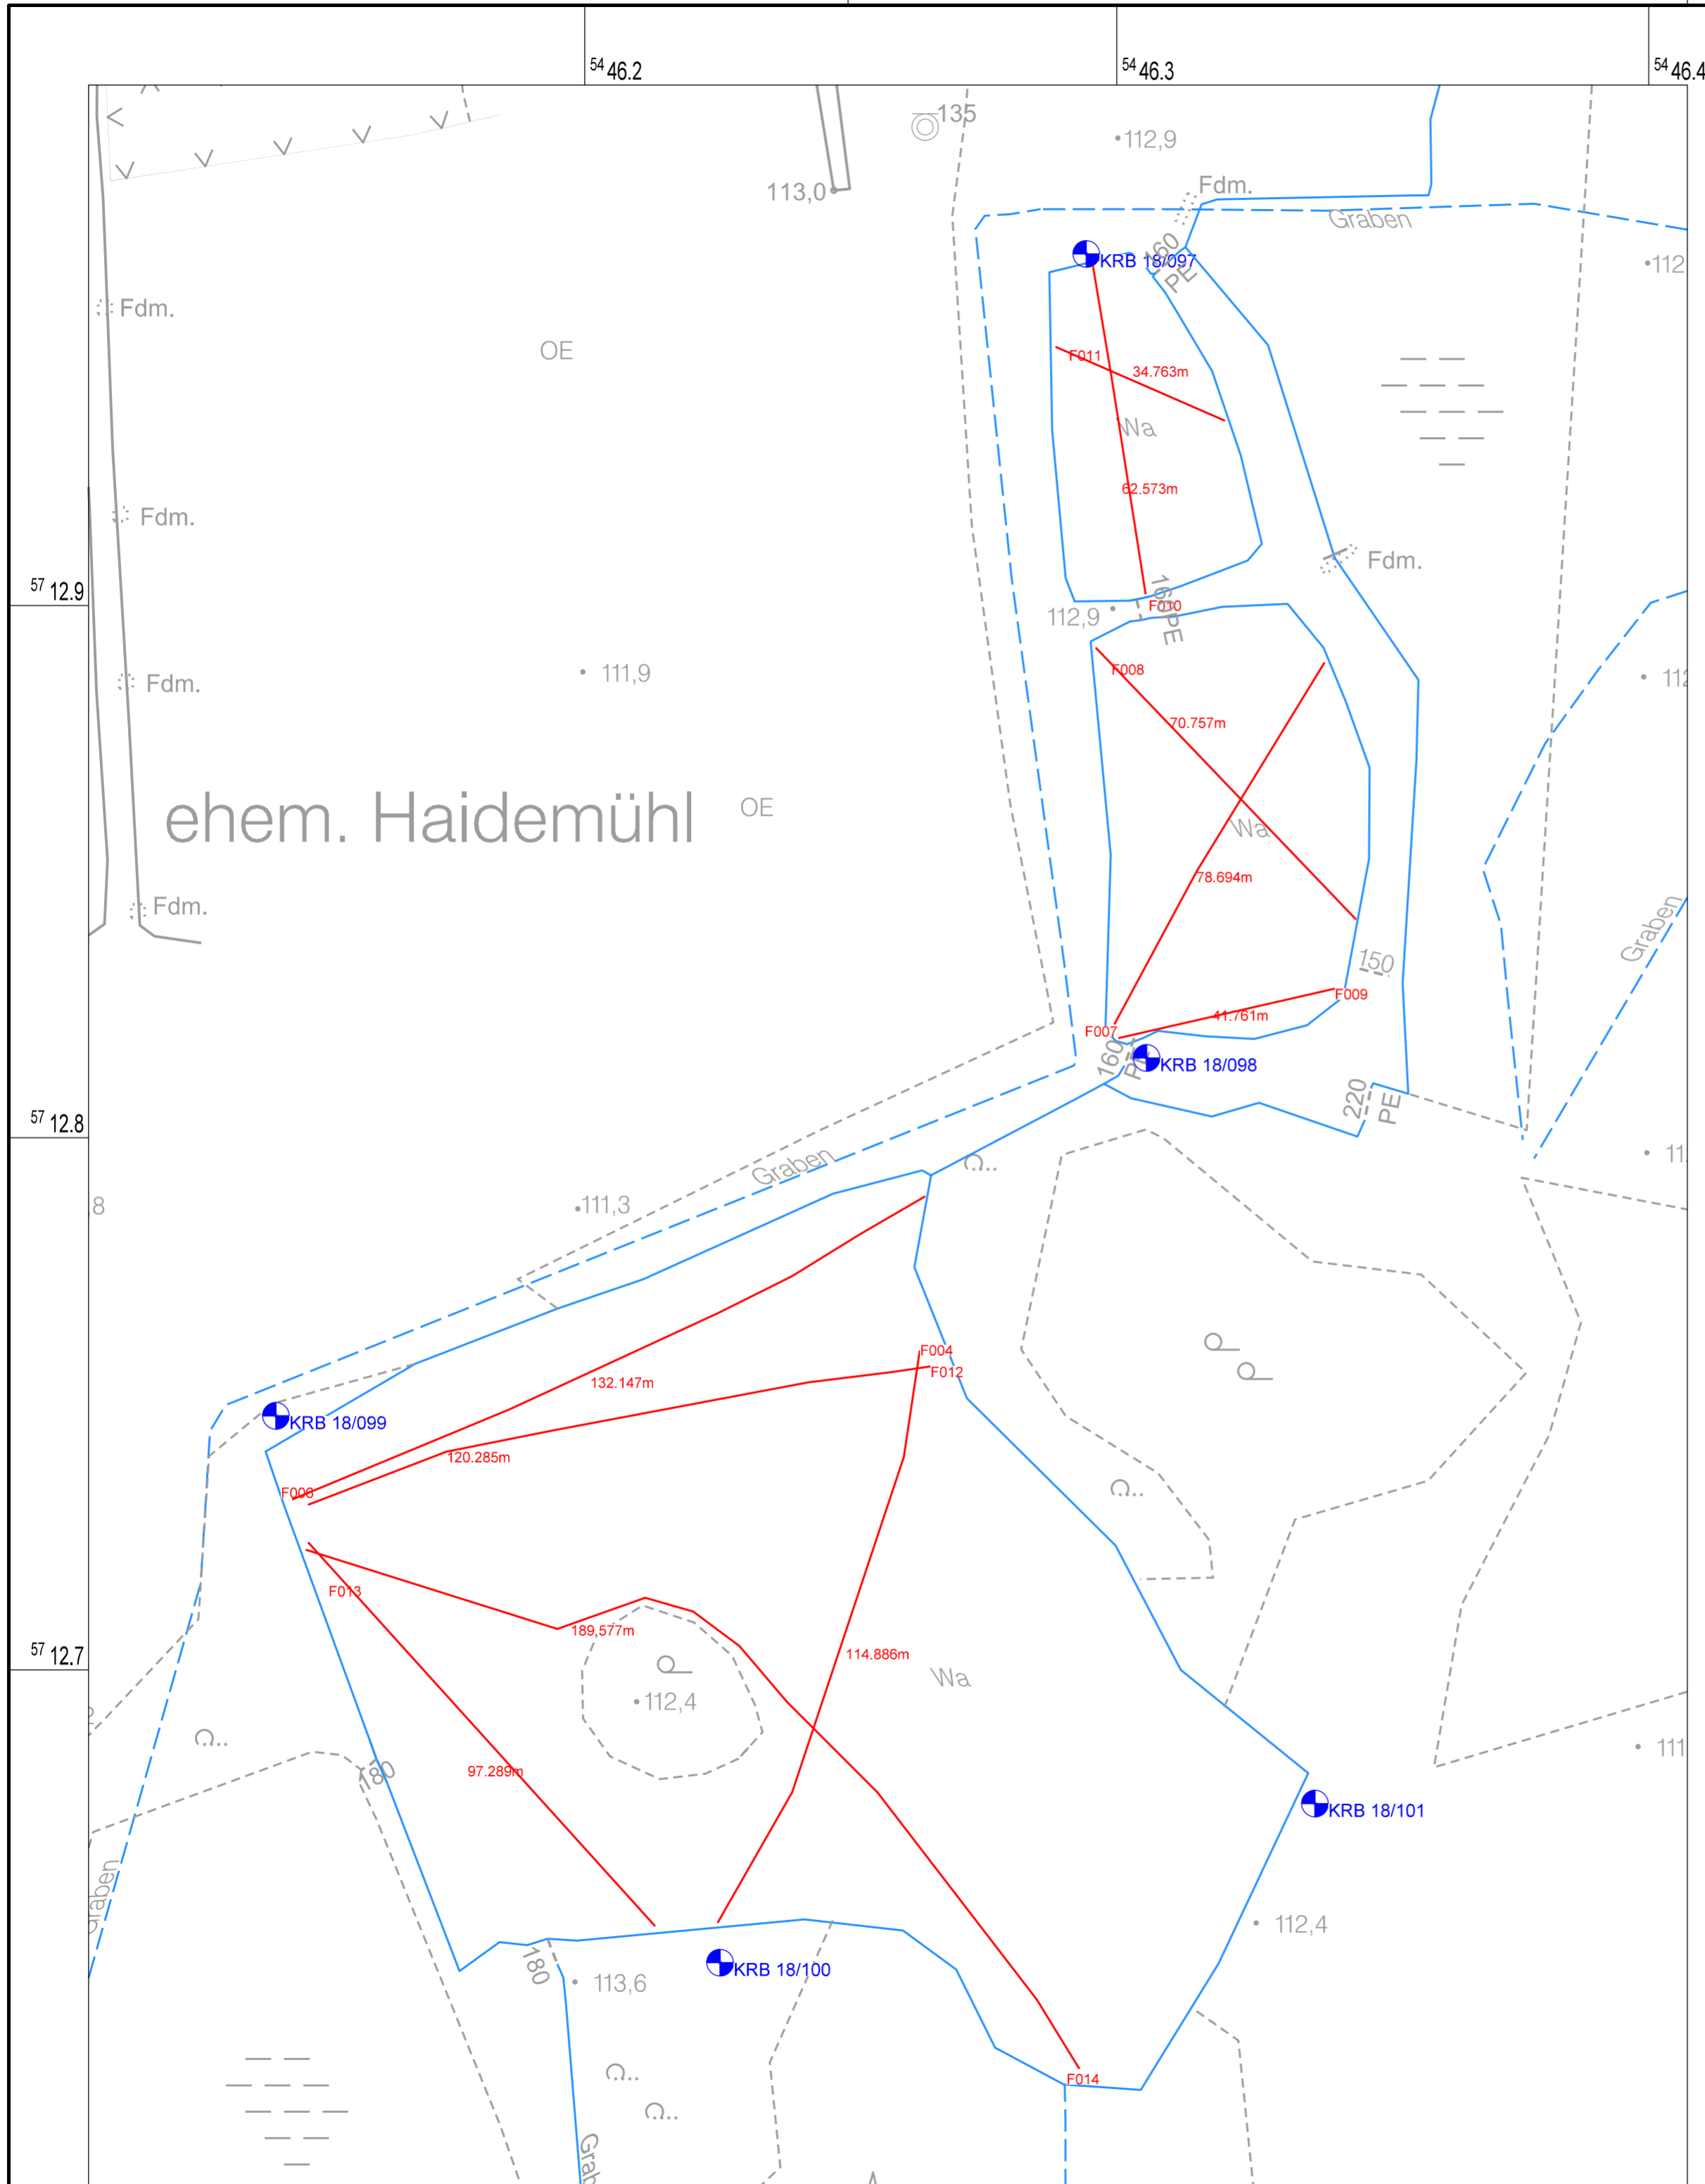 54 46.2
54 46.3
54 46.4
135
112,9
113,0
Fdm.
Graben
KRB 18/097
160
PE
112
Fdm.
OE
F011
34.763m
Wa
62.573m
Fdm.
Fdm.
57 12.9
F010
112,9
160PE
F008
111,9
Fdm.
70.757m
ehem. Haidemühl
OE
Wa
78.694m
Fdm.
Graben
150
F009
41.761m
F007
160
PE
KRB 18/098
220
PE
57 12.8
Graben
8
111,3
F004
F012
132.147m
KRB 18/099
120.285m
F006
F013
189,577m
57 12.7
114.886m
Wa
112,4
111
180
97.289m
KRB 18/101
Graben
112,4
180
KRB 18/100
113,6
F014